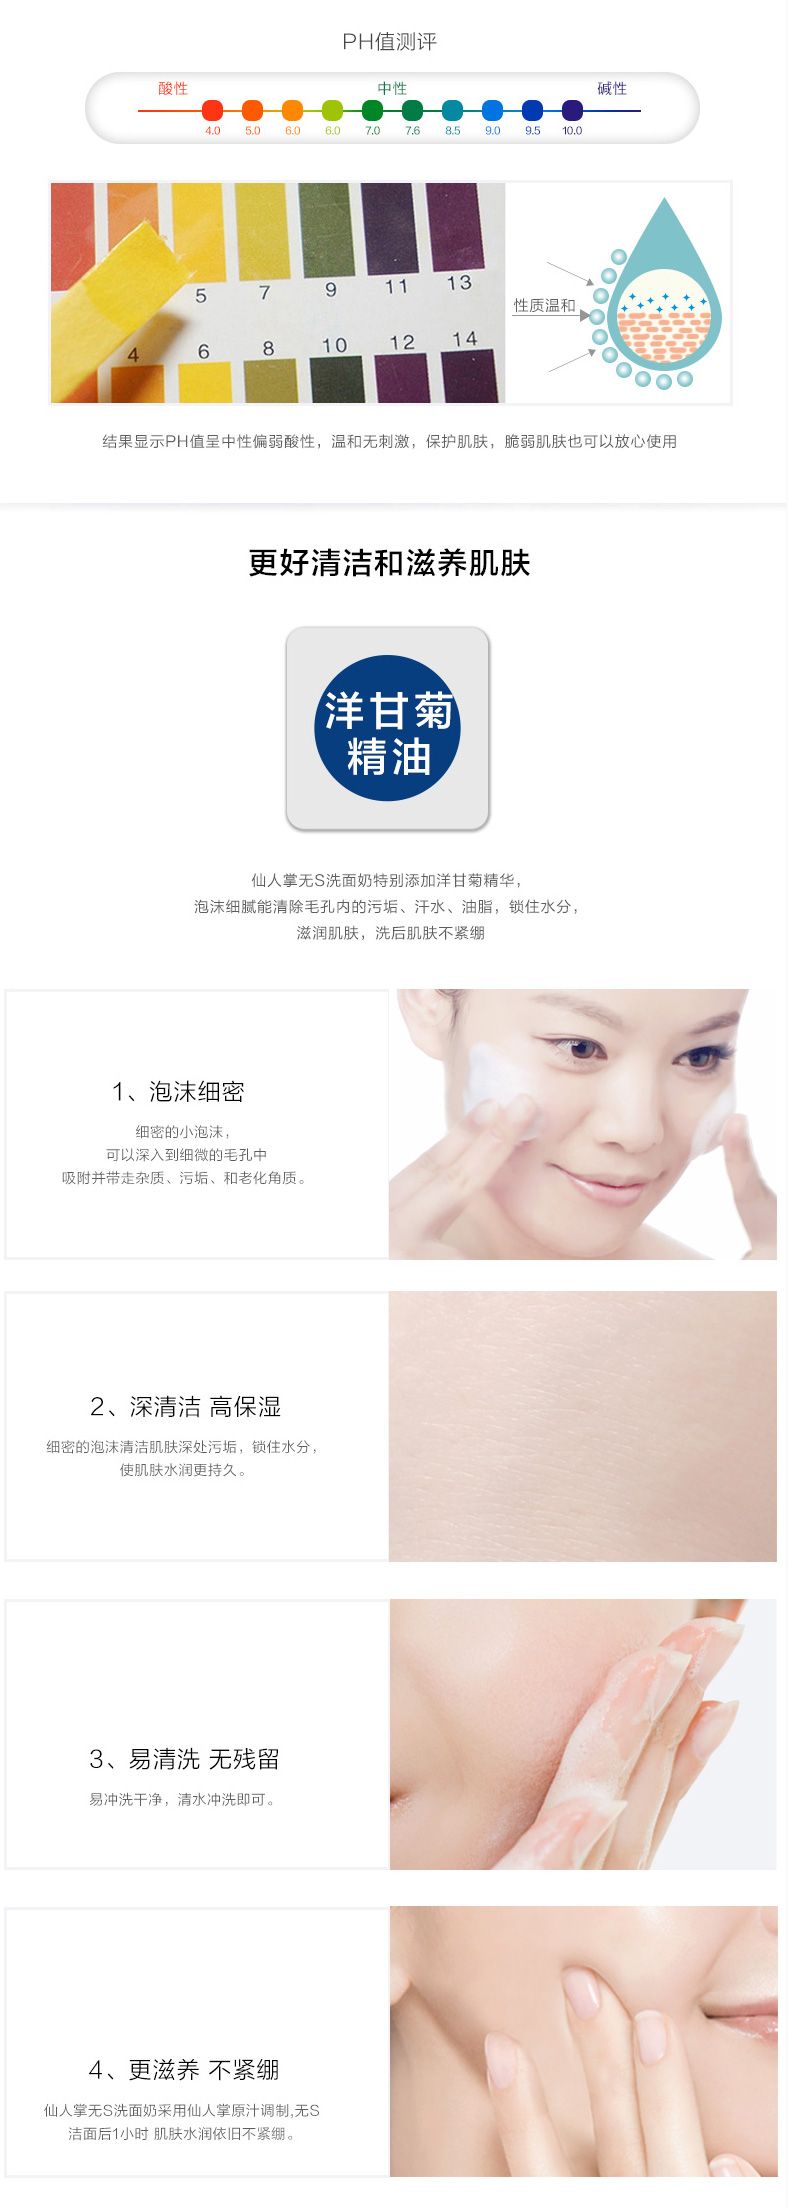 PH值测评
酸性 中性 碱性
4.0 5.0 6.0 6.0 7.0 7.6 8.5 9.0 9.5 10.0
5 7 9 11 13
4 6 8 10 12 14
性质温和
结果显示PH值呈中性偏弱酸性，温和无刺激，保护肌肤，脆弱肌肤也可以放心使用
更好清洁和滋养肌肤
洋甘菊
精油
仙人掌无S洗面奶特别添加洋甘菊精华，
泡沫细腻能清除毛孔内的污垢、汗水、油脂，锁住水分，
滋润肌肤，洗后肌肤不紧绷
1、泡沫细密
细密的小泡沫，
可以深入到细微的毛孔中
吸附并带走杂质、污垢、和老化角质。
2、深清洁 高保湿
细密的泡沫清洁肌肤深处污垢，锁住水分，
使肌肤水润更持久。
3、易清洗 无残留
易冲洗干净，清水冲洗即可。
4、更滋养 不紧绷
仙人掌无S洗面奶采用仙人掌原汁调制,无S
洁面后1小时 肌肤水润依旧不紧绷。